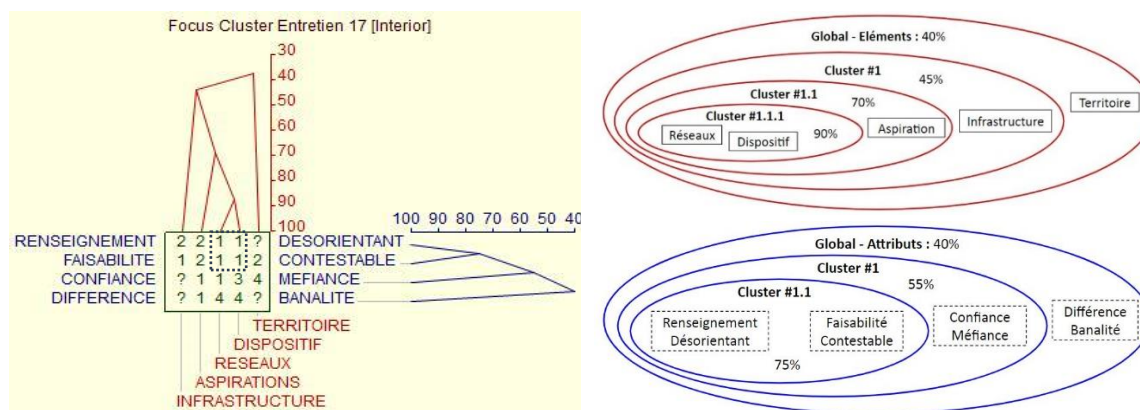 Focus Cluster Entretien 17 [Interior]
30
40
50
60
70
80
90
100
100 90 80 70 60 50 40
RENSEIGNEMENT 2 2 1 1 ? DESORIENTANT
FAISABILITE 1 2 1 1 2 CONTESTABLE
CONFIANCE ? 1 1 3 4 MEFIANCE
DIFFERENCE ? 1 4 4 ? BANALITE
TERRITOIRE
DISPOSITIF
RESEAUX
ASPIRATIONS
INFRASTRUCTURE
Global - Eléments : 40%
Cluster #1
45%
Cluster #1.1
70%
Cluster #1.1.1
90%
Réseaux
Dispositif
Aspiration
Infrastructure
Territoire
Global - Attributs : 40%
Cluster #1
55%
Cluster #1.1
Renseignement
Désorientant
Faisabilité
Contestable
75%
Confiance
Méfiance
Différence
Banalité